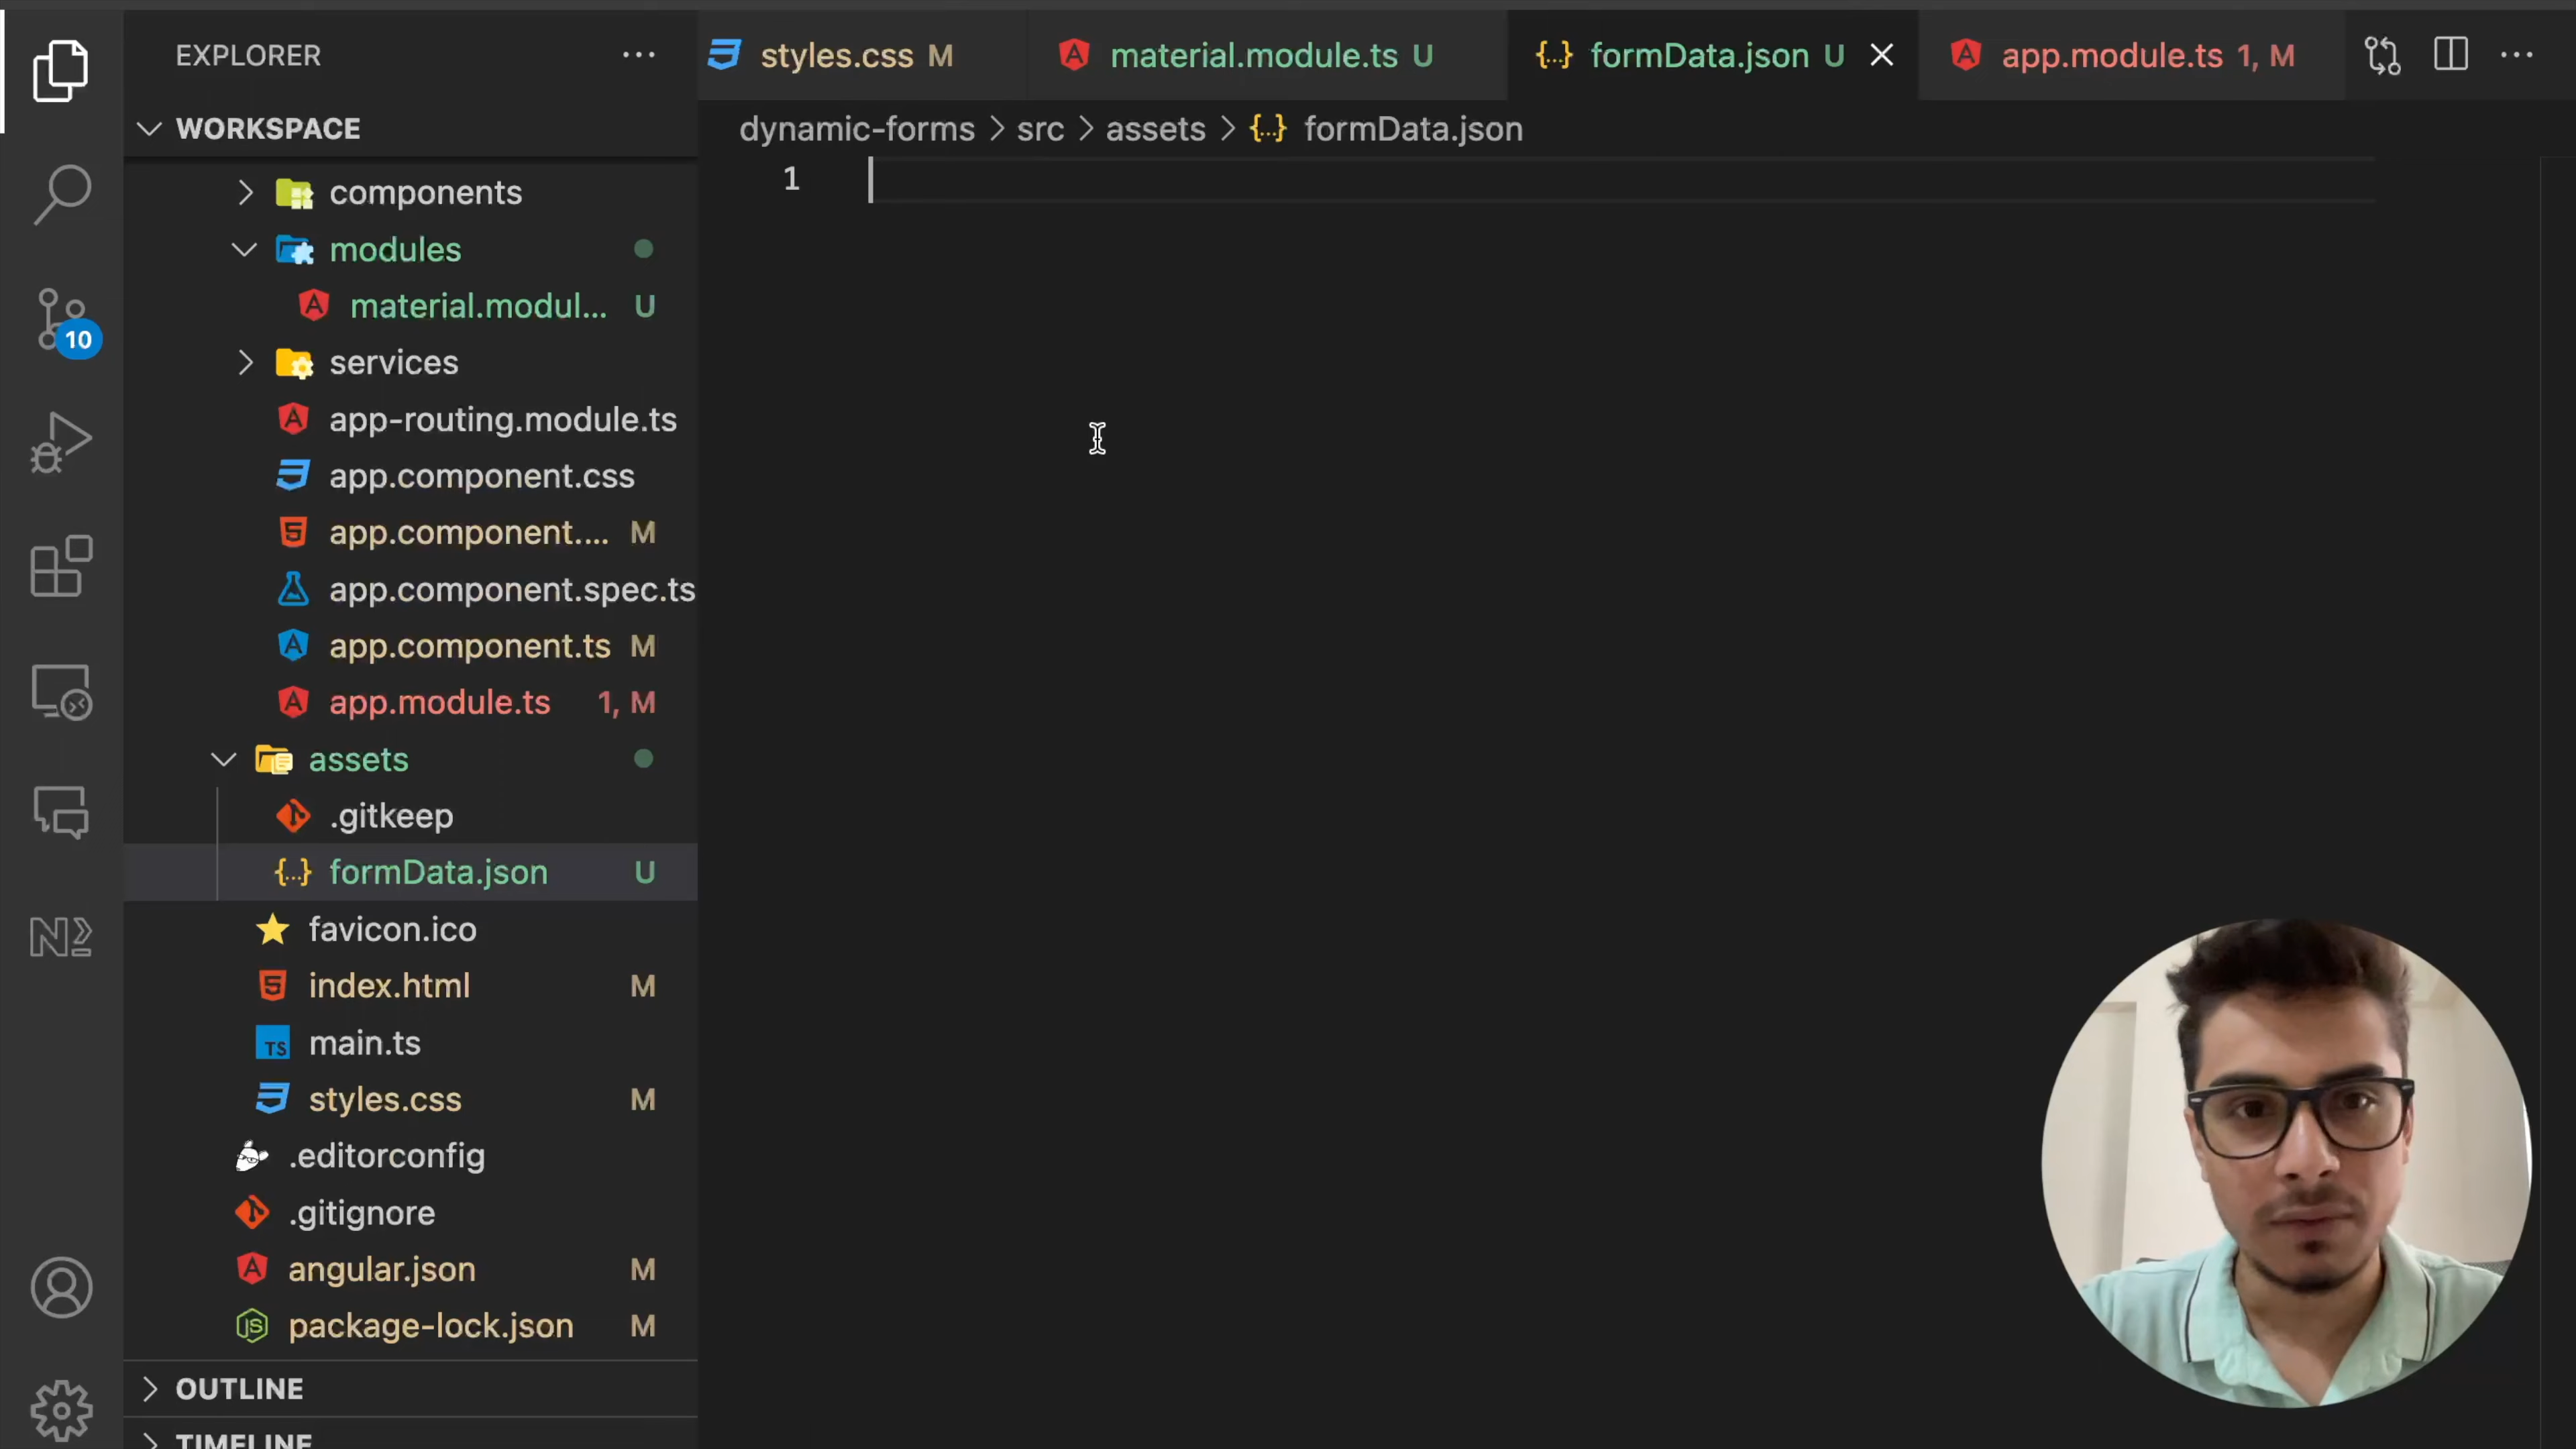 EXPLORER
styles.css M
material.module.ts U
{..} formData.json U
app.module.ts 1, M
WORKSPACE
dynamic-forms > src > assets > {..} formData.json
1
components
modules
material.modul... U
services
app-routing.module.ts
app.component.css
app.component.... M
app.component.spec.ts
app.component.ts M
app.module.ts 1, M
assets
.gitkeep
{..} formData.json U
favicon.ico
index.html M
TS main.ts
styles.css M
.editorconfig
.gitignore
angular.json M
package-lock.json M
OUTLINE
TIMELINE
10